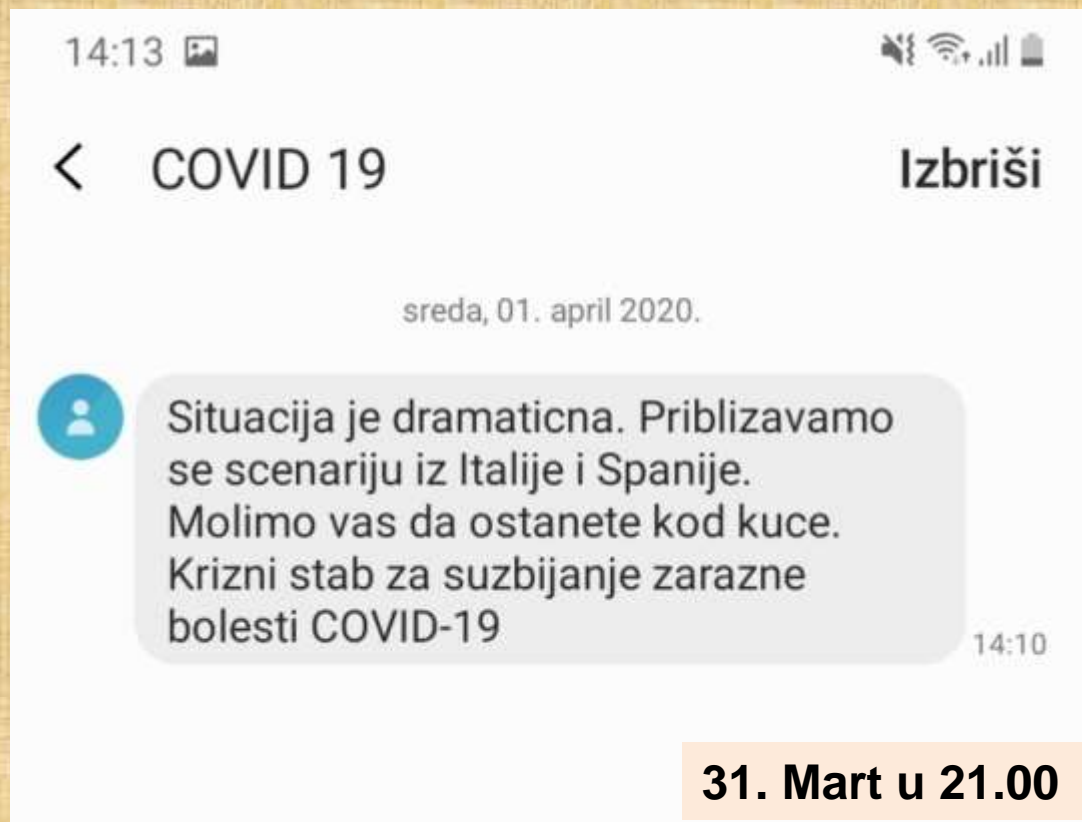 14:13
COVID 19
Izbriši
sreda, 01. april 2020.
Situacija je dramaticna. Priblizavamo
se scenariju iz Italije i Spanije.
Molimo vas da ostanete kod kuce.
Krizni stab za suzbijanje zarazne
bolesti COVID-19
14:10
31. Mart u 21.00